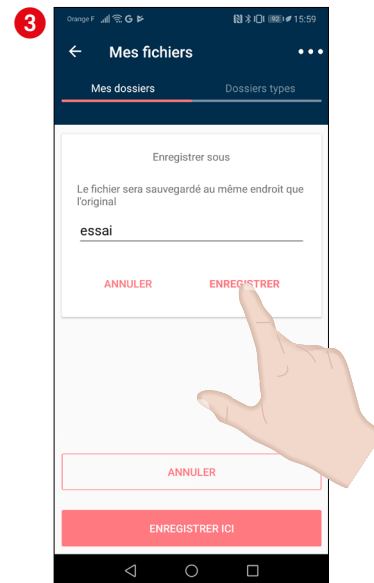 3
Orange F G 92 15:59
Mes fichiers
Mes dossiers Dossiers types
Enregistrer sous
Le fichier sera sauvegardé au même endroit que
l'original
essai
ANNULER ENREGISTRER
ANNULER
ENREGISTRER ICI